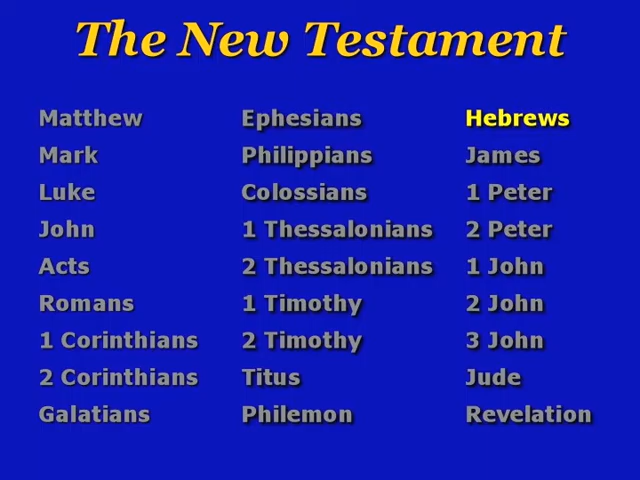 The New Testament
Matthew
Mark
Luke
John
Acts
Romans
1 Corinthians
2 Corinthians
Galatians
Ephesians
Philippians
Colossians
1 Thessalonians
2 Thessalonians
1 Timothy
2 Timothy
Titus
Philemon
Hebrews
James
1 Peter
2 Peter
1 John
2 John
3 John
Jude
Revelation